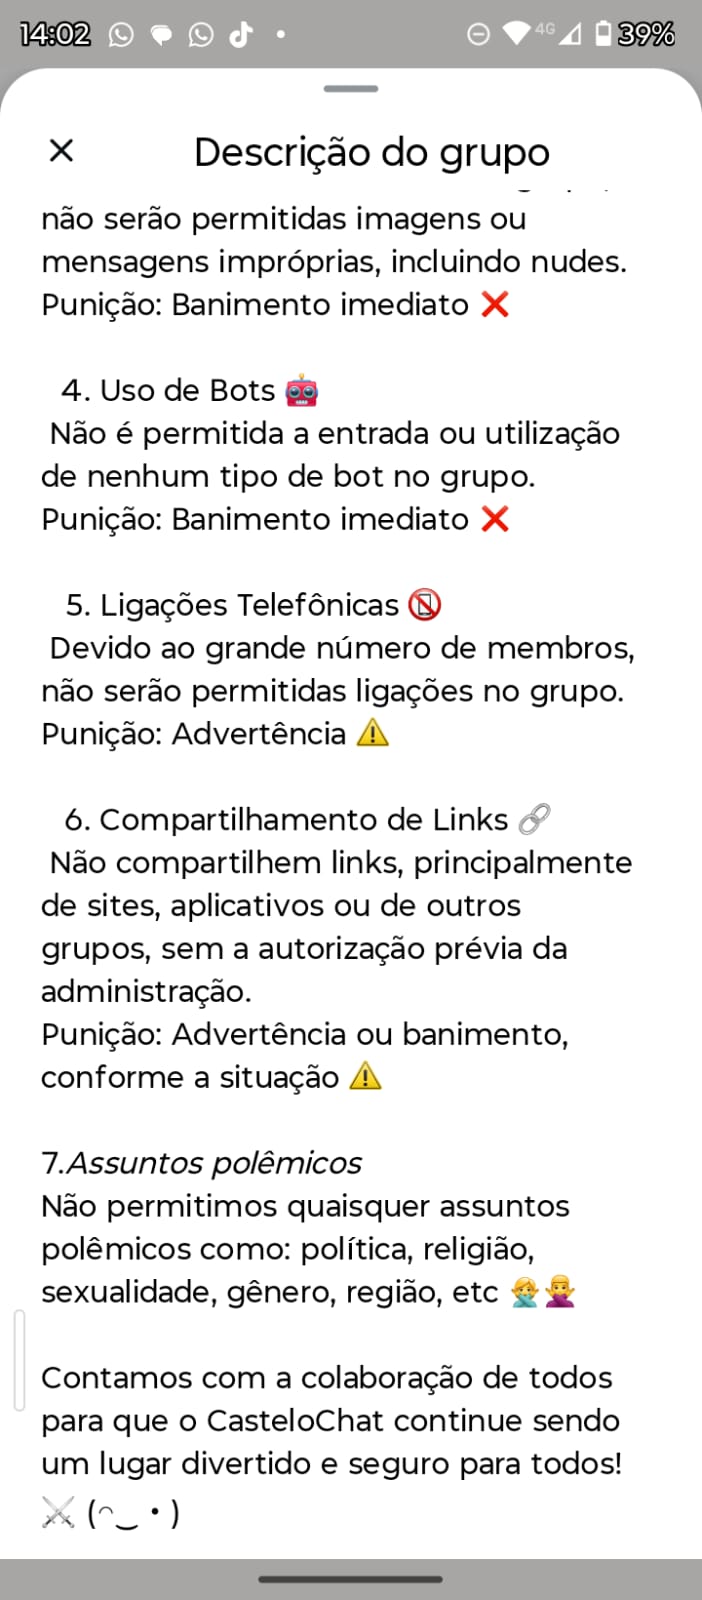 14:02
4G
39%
Descrição do grupo
não serão permitidas imagens ou
mensagens impróprias, incluindo nudes.
Punição: Banimento imediato ❌
4. Uso de Bots 🤖
Não é permitida a entrada ou utilização
de nenhum tipo de bot no grupo.
Punição: Banimento imediato ❌
5. Ligações Telefônicas 📵
Devido ao grande número de membros,
não serão permitidas ligações no grupo.
Punição: Advertência ⚠️
6. Compartilhamento de Links 🔗
Não compartilhem links, principalmente
de sites, aplicativos ou de outros
grupos, sem a autorização prévia da
administração.
Punição: Advertência ou banimento,
conforme a situação ⚠️
7.Assuntos polêmicos
Não permitimos quaisquer assuntos
polêmicos como: política, religião,
sexualidade, gênero, região, etc 🙅🙅‍♂️
Contamos com a colaboração de todos
para que o CasteloChat continue sendo
um lugar divertido e seguro para todos!
⚔️ (◠‿・)